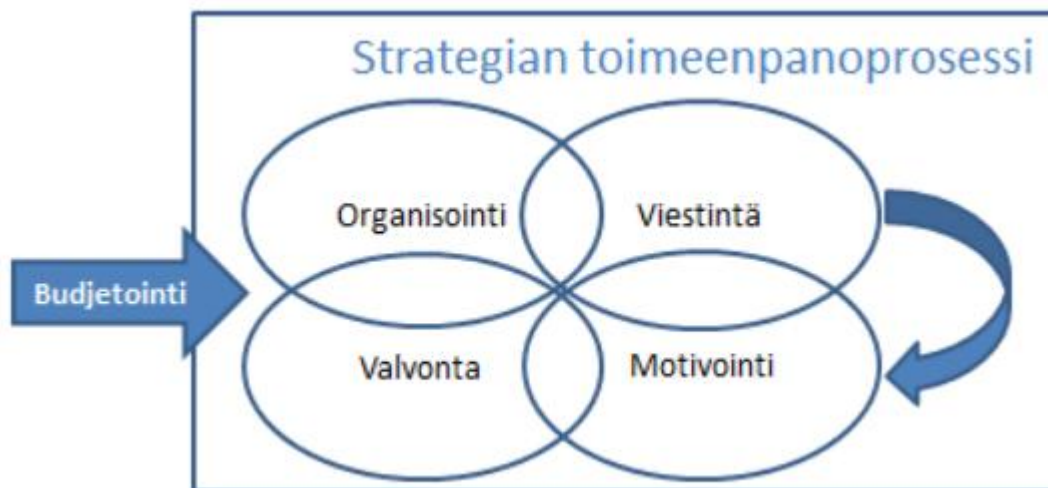 Strategian toimeenpanoprosessi
Organisointi
Viestintä
Budjetointi
Valvonta
Motivointi